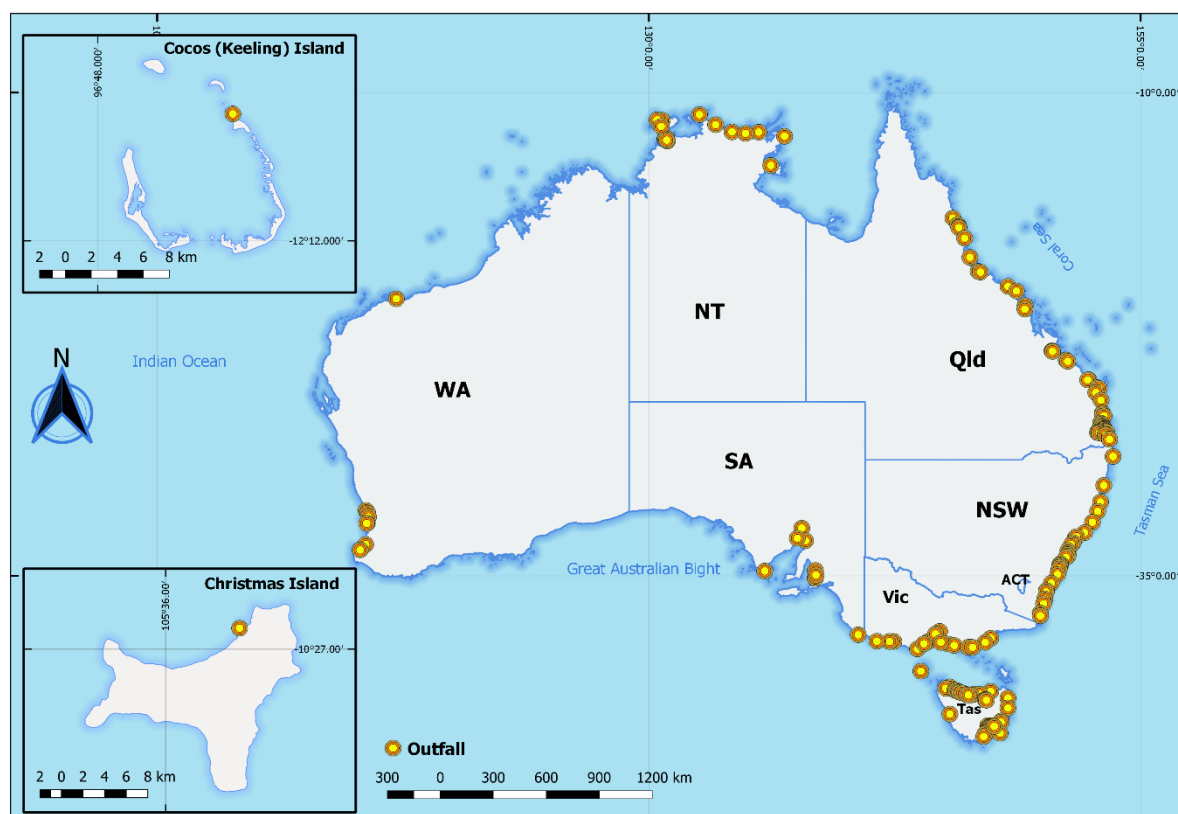 Cocos (Keeling) Island
96°48.000'
-12°12.000'
2 0 2 4 6 8 km
130°0.00'
155°0.00'
-10°0.00'
Coral Sea
NT
Qld
WA
Indian Ocean
N
SA
NSW
Tasman Sea
Great Australian Bight
ACT
-35°0.00'
Vic
Christmas Island
105°36.00'
-10°27.00'
2 0 2 4 6 8 km
Tas
Outfall
300 0 300 600 900 1200 km